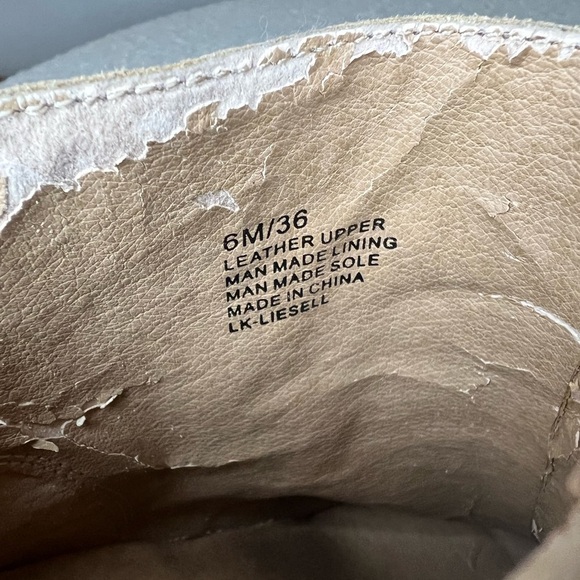 6M/36
LEATHER UPPER
MAN MADE LINING
MAN MADE SOLE
MADE IN CHINA
LK-LIESELL